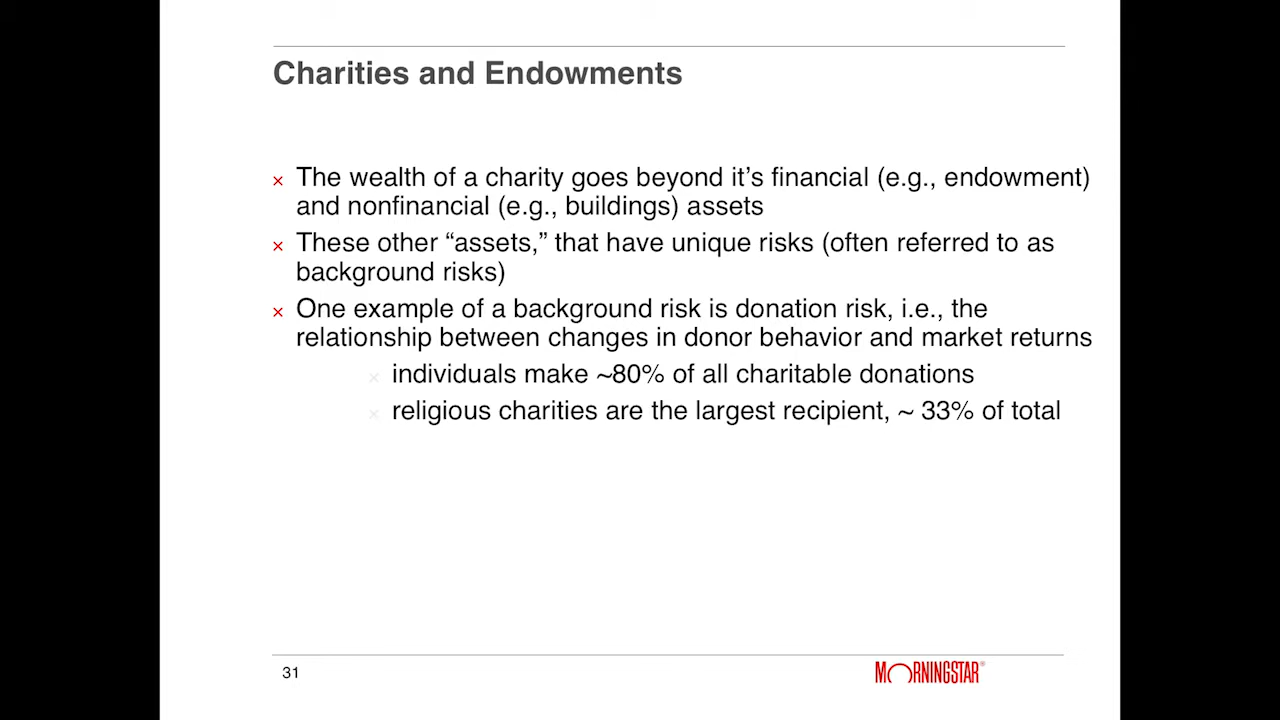 Charities and Endowments
× The wealth of a charity goes beyond it’s financial (e.g., endowment)
and nonfinancial (e.g., buildings) assets
× These other “assets,” that have unique risks (often referred to as
background risks)
× One example of a background risk is donation risk, i.e., the
relationship between changes in donor behavior and market returns
× individuals make ~80% of all charitable donations
× religious charities are the largest recipient, ~ 33% of total
31
MORNINGSTAR®